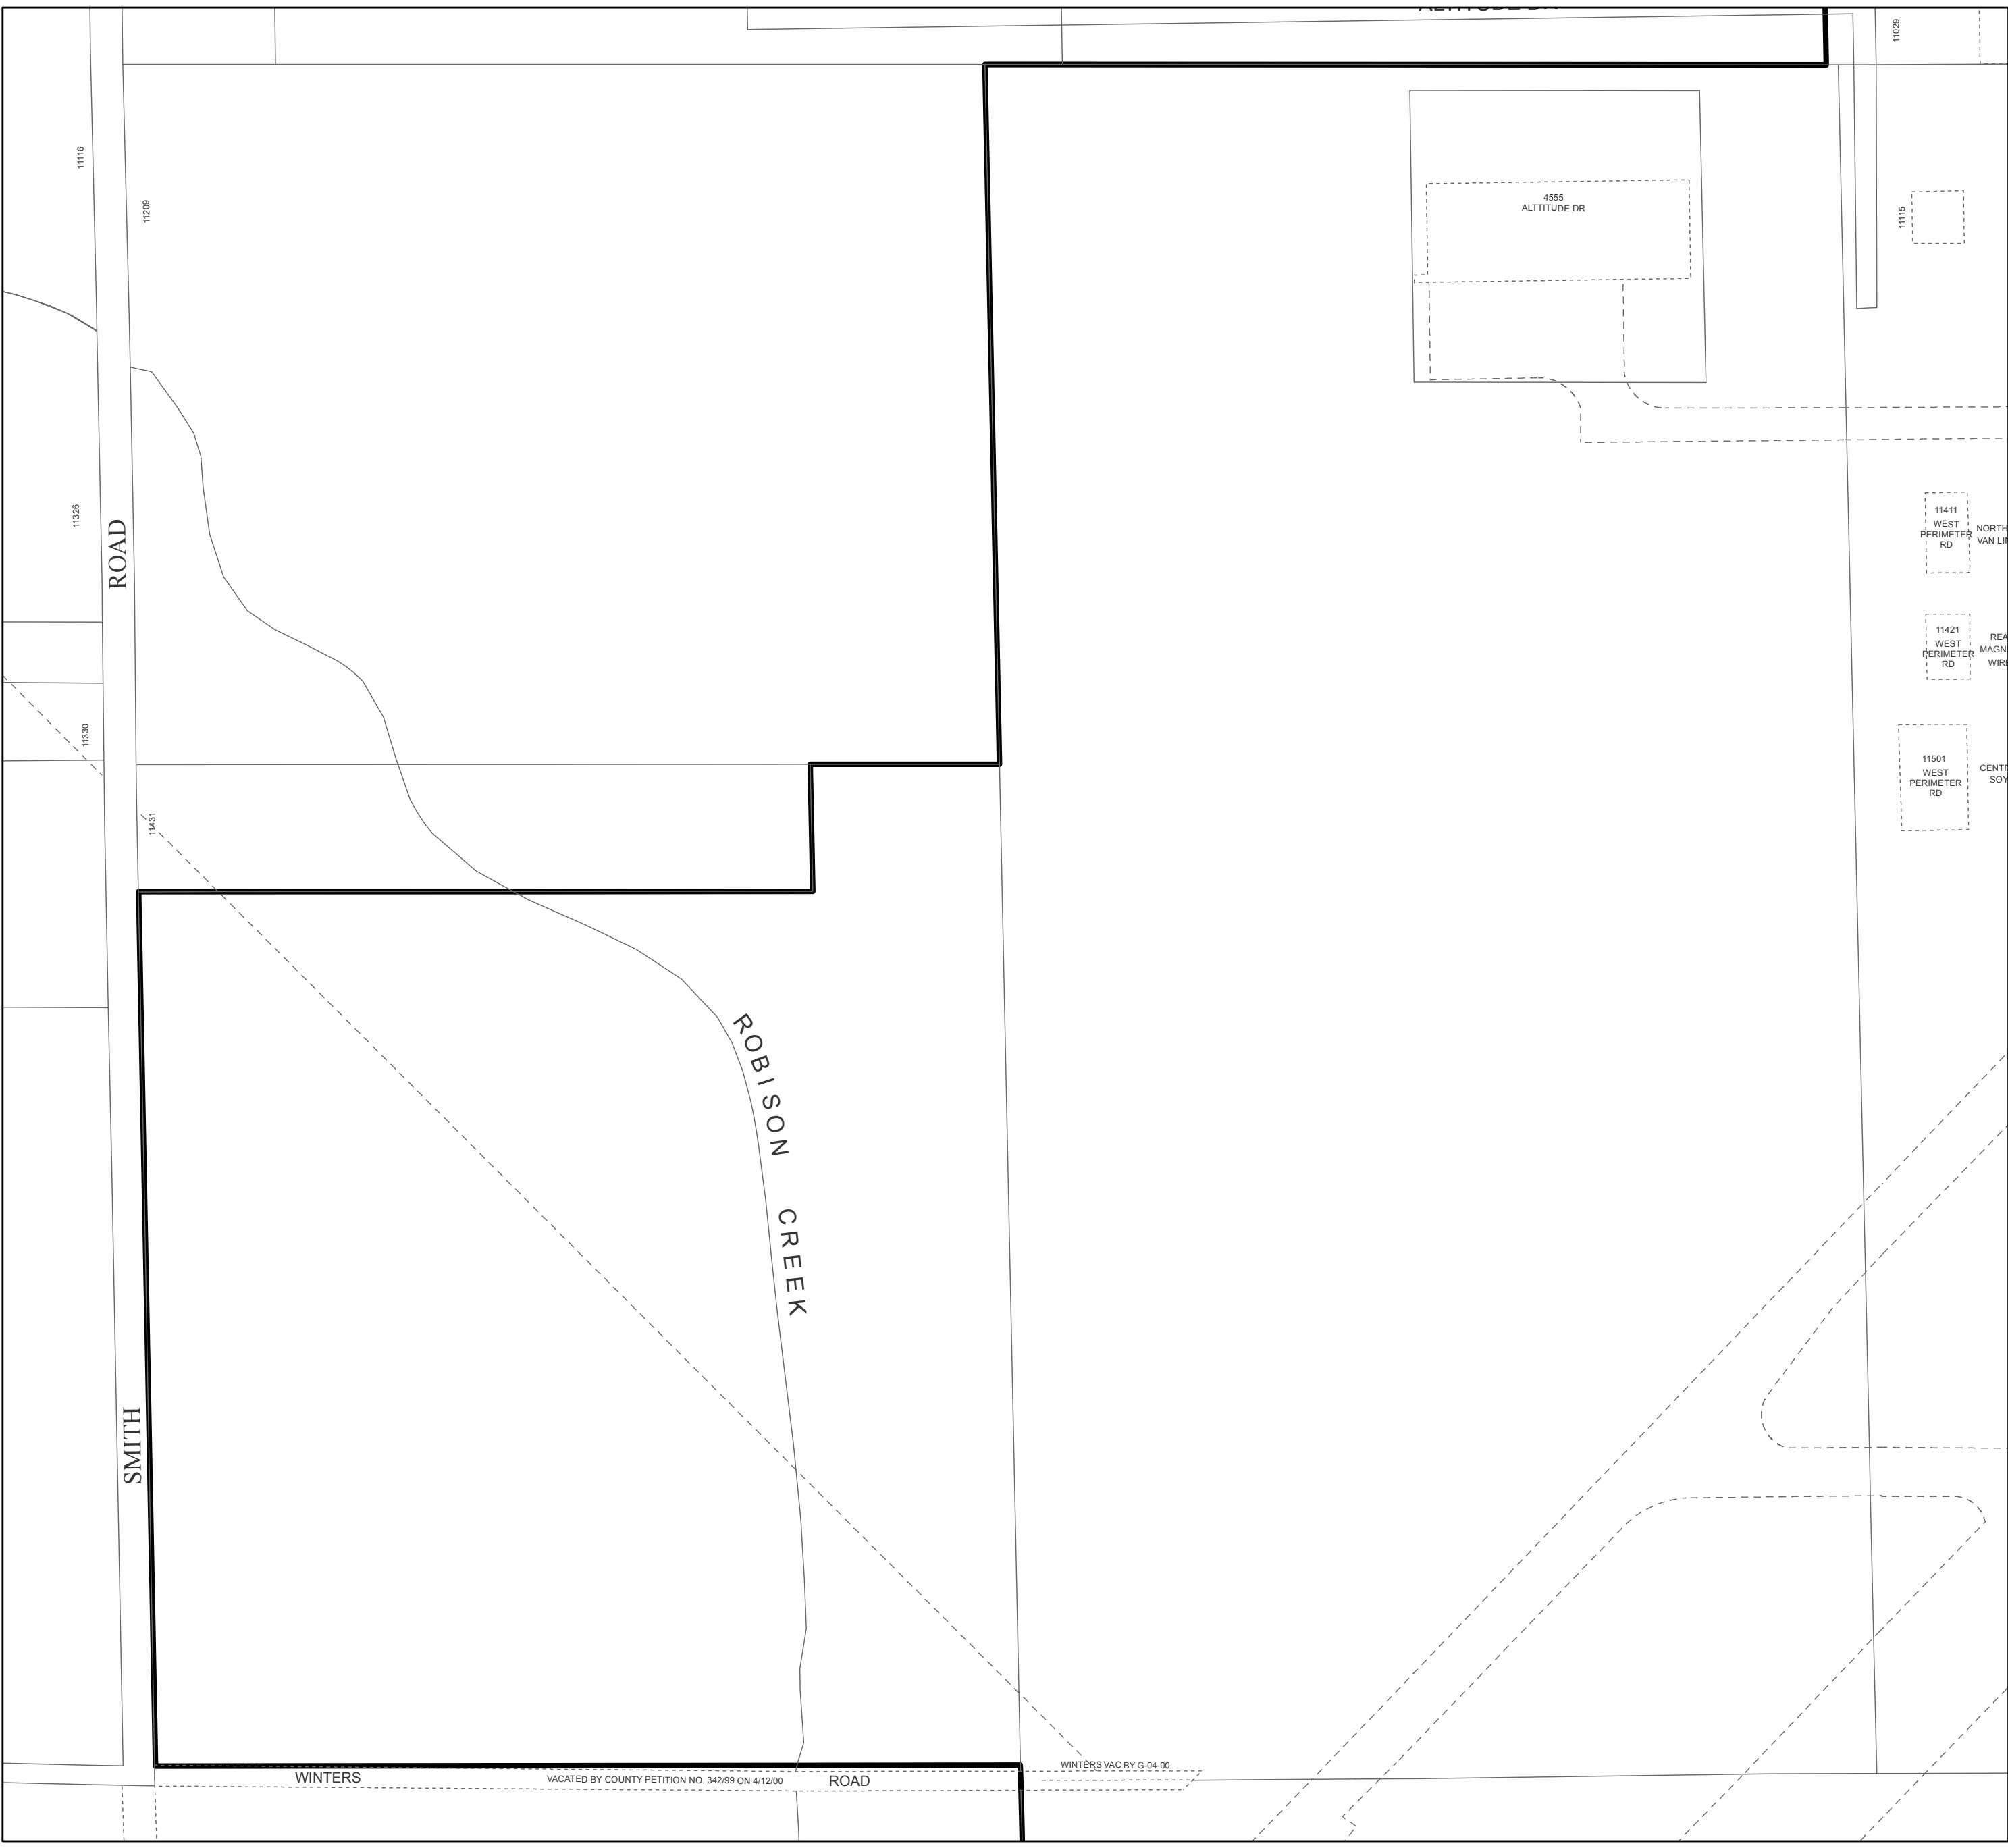 11029
11116
11209
4555
ALTTITUDE DR
11115
11326
ROAD
11411
WEST
PERIMETER
RD
NORTH
VAN
11421
WEST
PERIMETER
RD
11330
11501
WEST
PERIMETER
RD
11431
ROBISON CREEK
SMITH
WINTERS VAC BY G-04-00
WINTERS
VACATED BY COUNTY PETITION NO. 342/99 ON 4/12/00
ROAD